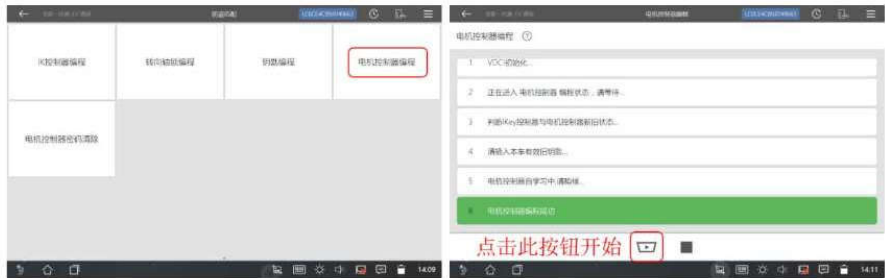 防盗匹配
IK控制器编程
转向轴锁编程
钥匙编程
电机控制器编程
电机控制器密码清除
14:09
电机控制器编程
电机控制器编程
1 VDCI初始化...
2 正在进入 电机控制器 编程状态，请等待...
3 判断iKey控制器与电机控制器新旧状态...
4 请插入本车有效旧钥匙...
5 电机控制器自学习中,请稍候...
6 电机控制器编程成功
点击此按钮开始
14:11